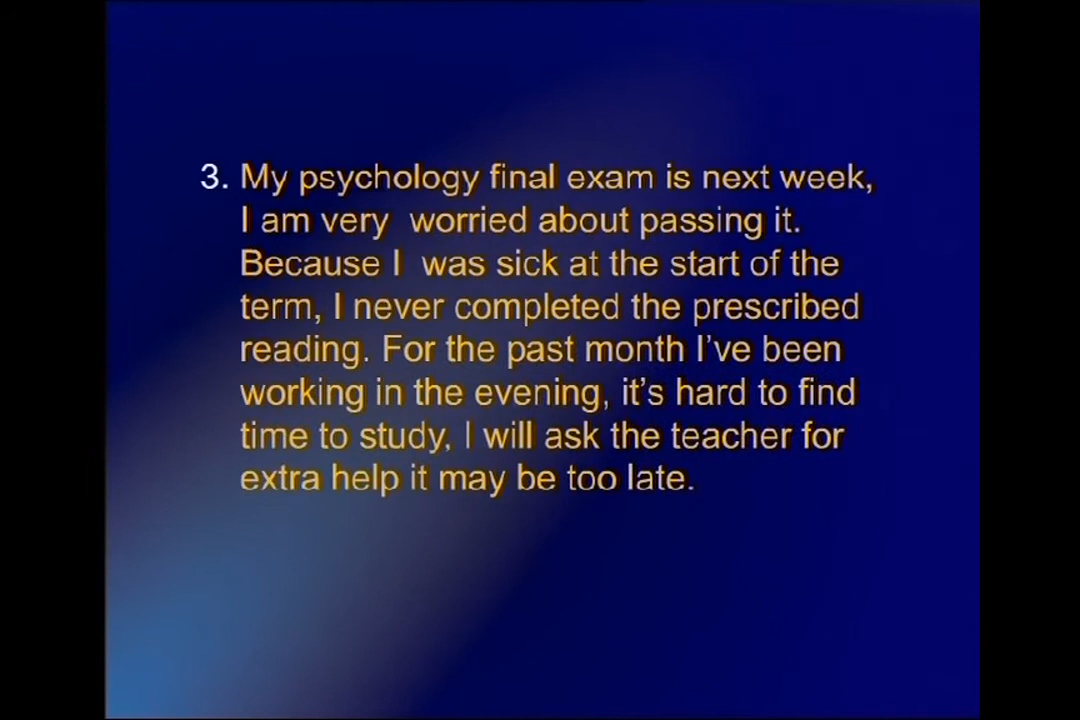 3. My psychology final exam is next week,
I am very worried about passing it.
Because I was sick at the start of the
term, I never completed the prescribed
reading. For the past month I've been
working in the evening, it's hard to find
time to study, I will ask the teacher for
extra help it may be too late.